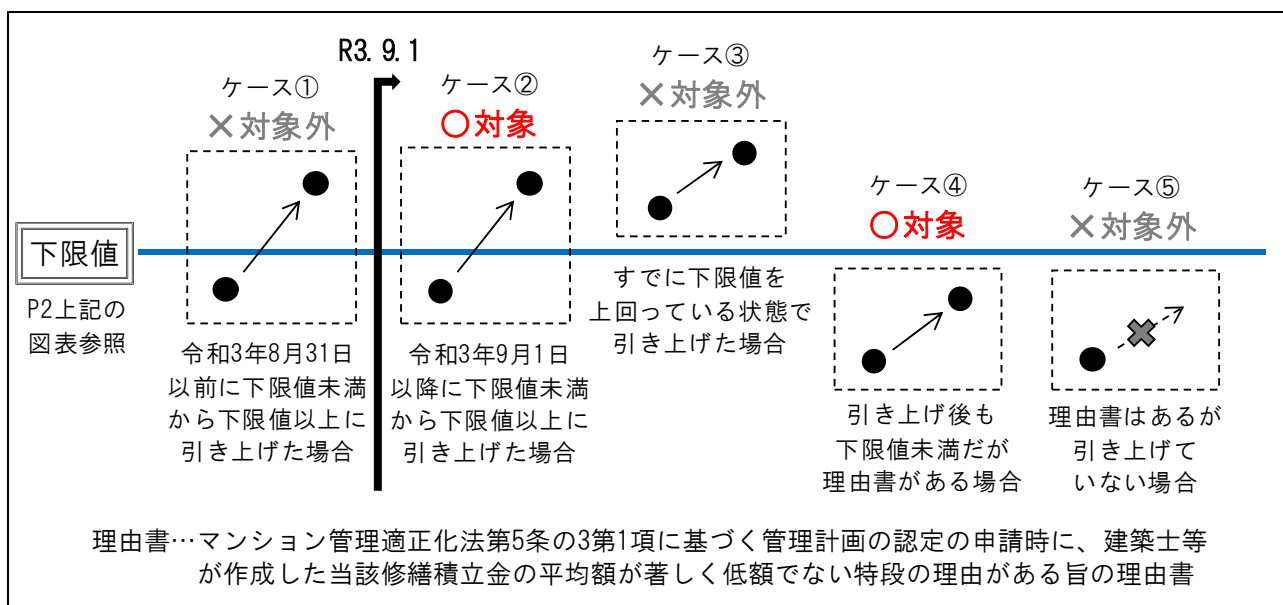 R3.9.1
ケース①
×対象外
ケース②
○対象
ケース③
×対象外
ケース④
○対象
ケース⑤
×対象外
下限値
P2上記の
図表参照
令和3年8月31日
以前に下限値未満
から下限値以上に
引き上げた場合
令和3年9月1日
以降に下限値未満
から下限値以上に
引き上げた場合
すでに下限値を
上回っている状態で
引き上げた場合
引き上げ後も
下限値未満だが
理由書がある場合
理由書はあるが
引き上げて
いない場合
理由書…マンション管理適正化法第5条の3第1項に基づく管理計画の認定の申請時に、建築士等
が作成した当該修繕積立金の平均額が著しく低額でない特段の理由がある旨の理由書